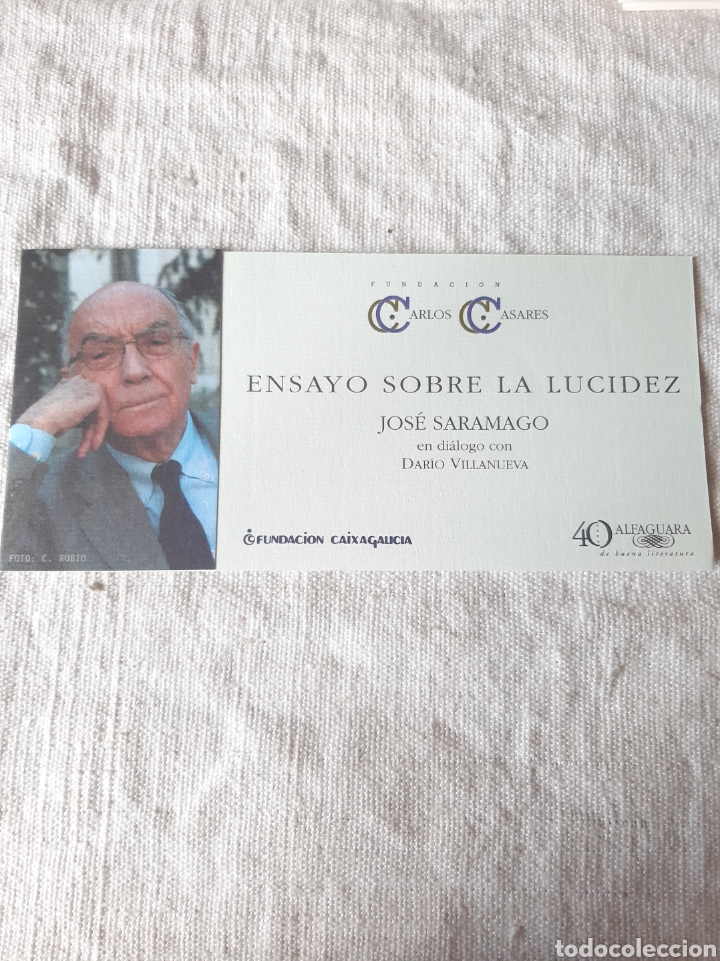 FUNDACIÓN
CARLOS CASARES
ENSAYO SOBRE LA LUCIDEZ
JOSÉ SARAMAGO
en diálogo con
DARÍO VILLANUEVA
FOTO: C. RUBIO
FUNDACION CAIXAGALICIA
40 ALFAGUARA
de buena literatura
todocoleccion.net